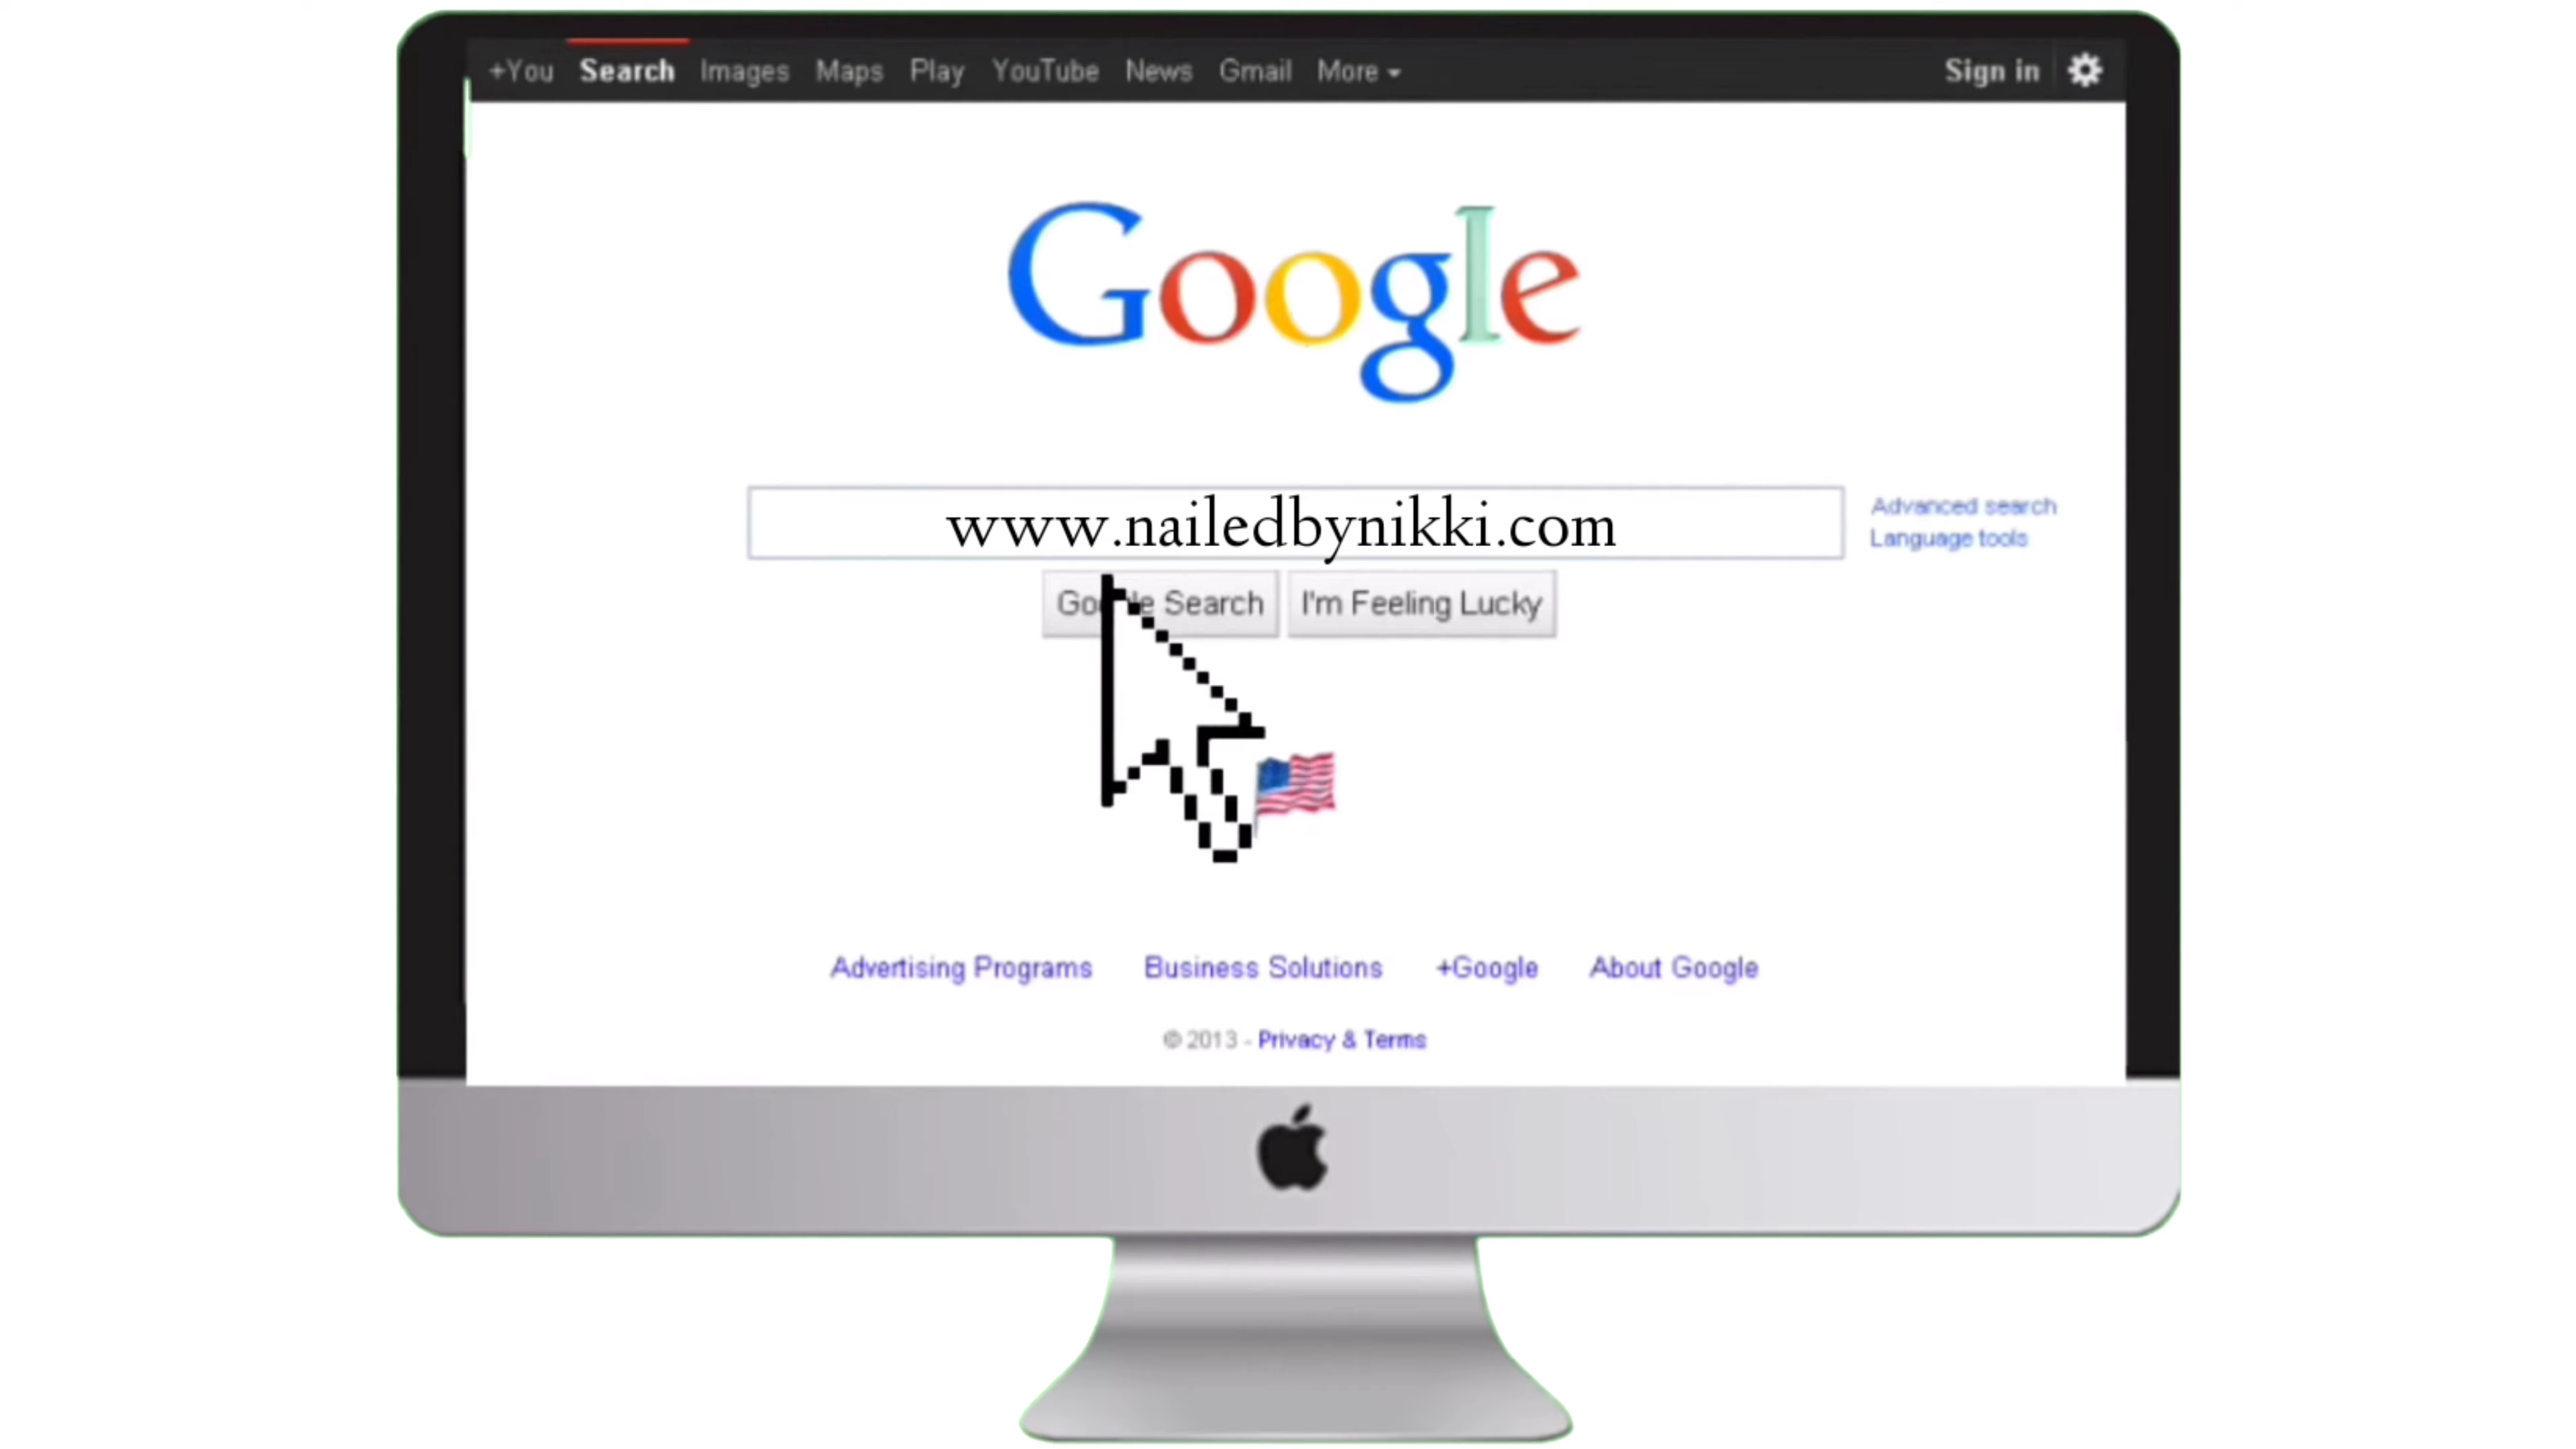 +You Search Images Maps Play YouTube News Gmail More Sign in
Google
www.nailedbynikki.com
Advanced search
Language tools
Google Search I'm Feeling Lucky
Advertising Programs Business Solutions +Google About Google
© 2013 - Privacy & Terms